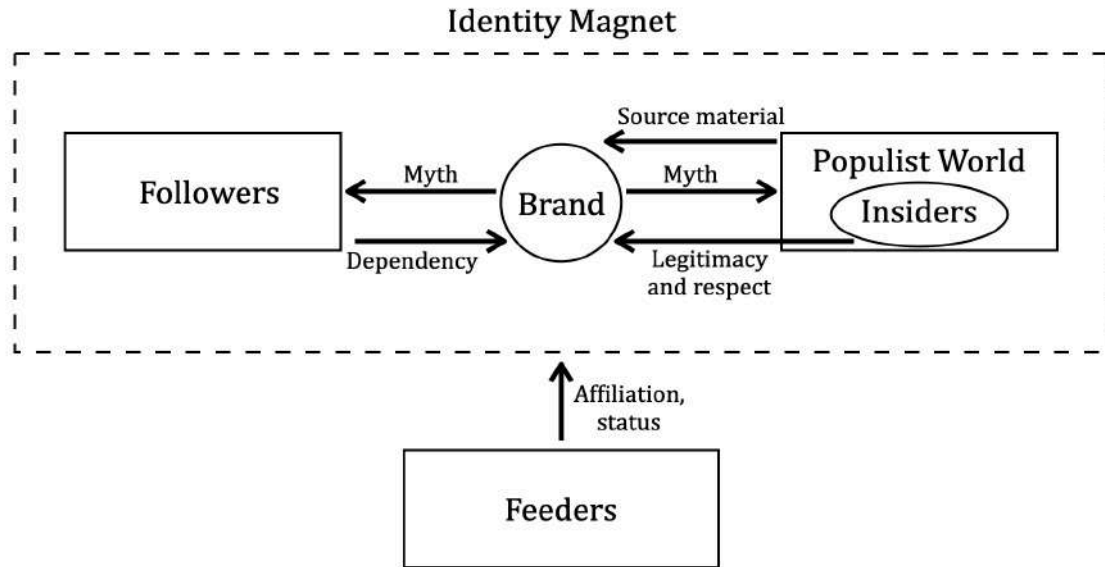 Identity Magnet
Source material
Populist World
Followers
Myth
Brand
Myth
Insiders
Dependency
Legitimacy
and respect
Affiliation,
status
Feeders